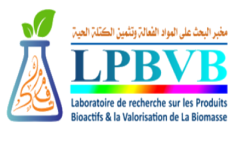 مخبر البحث على المواد الفعالة وتثمين الكتلة الحية
LPBVB
Laboratoire de recherche sur les Produits
Bioactifs & la Valorisation de La Biomasse